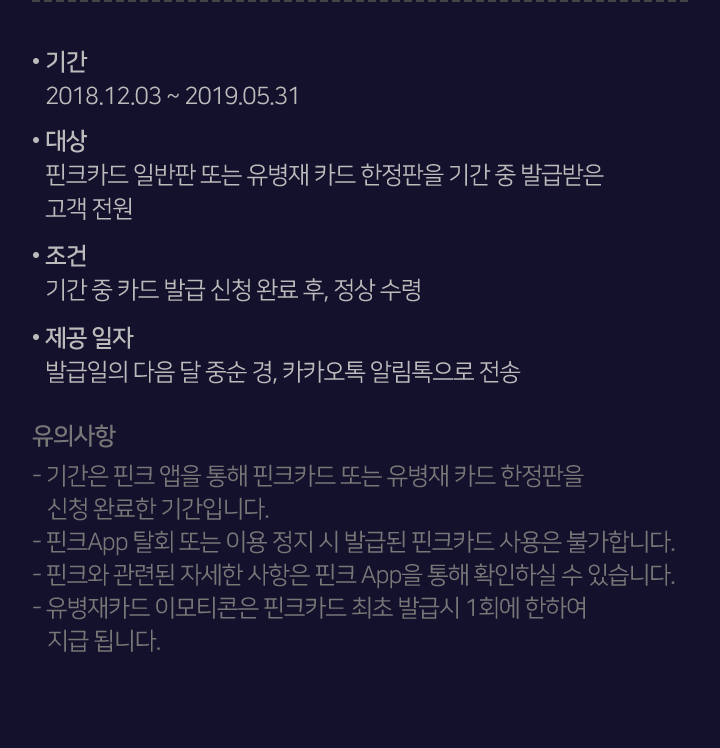 • 기간
2018.12.03 ~ 2019.05.31
• 대상
핀크카드 일반판 또는 유병재 카드 한정판을 기간 중 발급받은
고객 전원
• 조건
기간 중 카드 발급 신청 완료 후, 정상 수령
• 제공 일자
발급일의 다음 달 중순 경, 카카오톡 알림톡으로 전송
유의사항
- 기간은 핀크 앱을 통해 핀크카드 또는 유병재 카드 한정판을
신청 완료한 기간입니다.
- 핀크App 탈회 또는 이용 정지 시 발급된 핀크카드 사용은 불가합니다.
- 핀크와 관련된 자세한 사항은 핀크 App을 통해 확인하실 수 있습니다.
- 유병재카드 이모티콘은 핀크카드 최초 발급시 1회에 한하여
지급 됩니다.